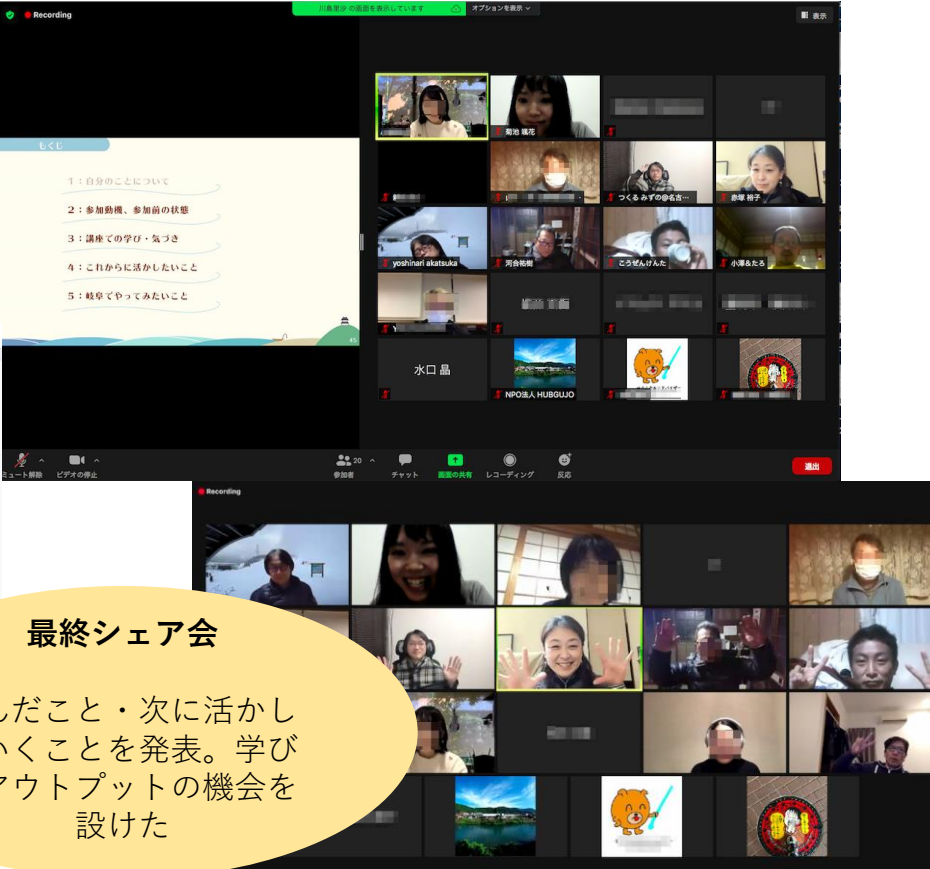 Recording
川島里沙 の画面を表示しています
オプションを表示
表示
もくじ
1：自分のことについて
2：参加動機、参加前の状態
3：講座での学び・気づき
4：これからに活かしたいこと
5：岐阜でやってみたいこと
45
菊池 颯花
つくる みずの@名古…
赤塚 裕子
yoshinari akatsuka
河合祐樹
こうぜんけんた
小澤&たろ
水口 晶
NPO法人 HUBGUJO
ミュート解除
ビデオの停止
20
参加者
チャット
画面の共有
レコーディング
反応
退出
Recording
最終シェア会
んだこと・次に活かし
いくことを発表。学び
アウトプットの機会を
設けた